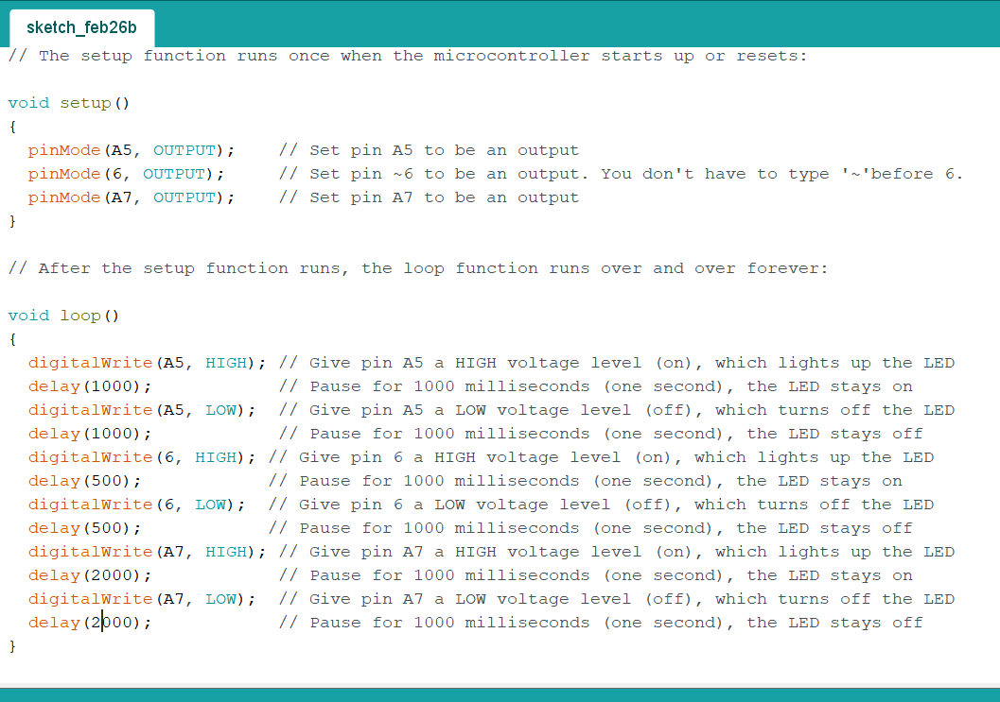 sketch_feb26b
// The setup function runs once when the microcontroller starts up or resets:
void setup()
{
  pinMode(A5, OUTPUT);    // Set pin A5 to be an output
  pinMode(6, OUTPUT);     // Set pin ~6 to be an output. You don't have to type '~'before 6.
  pinMode(A7, OUTPUT);    // Set pin A7 to be an output
}
// After the setup function runs, the loop function runs over and over forever:
void loop()
{
  digitalWrite(A5, HIGH); // Give pin A5 a HIGH voltage level (on), which lights up the LED
  delay(1000);            // Pause for 1000 milliseconds (one second), the LED stays on
  digitalWrite(A5, LOW);  // Give pin A5 a LOW voltage level (off), which turns off the LED
  delay(1000);            // Pause for 1000 milliseconds (one second), the LED stays off
  digitalWrite(6, HIGH); // Give pin 6 a HIGH voltage level (on), which lights up the LED
  delay(500);            // Pause for 1000 milliseconds (one second), the LED stays on
  digitalWrite(6, LOW);  // Give pin 6 a LOW voltage level (off), which turns off the LED
  delay(500);            // Pause for 1000 milliseconds (one second), the LED stays off
  digitalWrite(A7, HIGH); // Give pin A7 a HIGH voltage level (on), which lights up the LED
  delay(2000);            // Pause for 1000 milliseconds (one second), the LED stays on
  digitalWrite(A7, LOW);  // Give pin A7 a LOW voltage level (off), which turns off the LED
  delay(2000);            // Pause for 1000 milliseconds (one second), the LED stays off
}